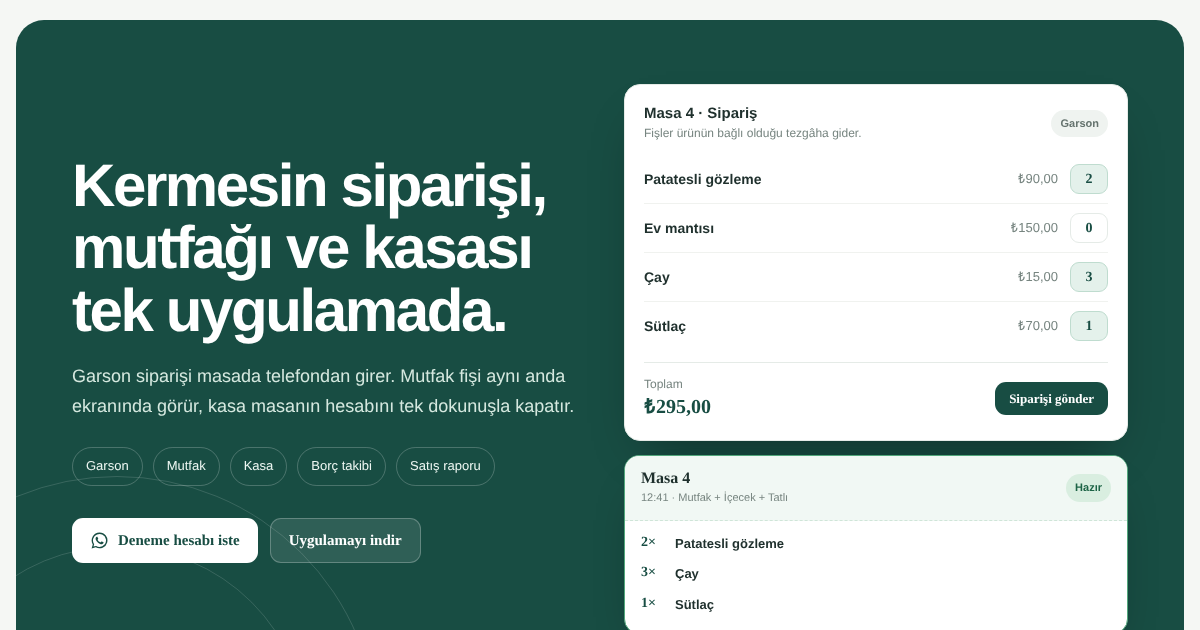 Kermesin siparişi,
mutfağı ve kasası
tek uygulamada.
Garson siparişi masada telefondan girer. Mutfak fişi aynı anda
ekranında görür, kasa masanın hesabını tek dokunuşla kapatır.
Garson Mutfak Kasa Borç takibi Satış raporu
Deneme hesabı iste Uygulamayı indir
Masa 4 · Sipariş
Fişler ürünün bağlı olduğu tezgâha gider.
Garson
Patatesli gözleme ₺90,00 2
Ev mantısı ₺150,00 0
Çay ₺15,00 3
Sütlaç ₺70,00 1
Toplam
₺295,00
Siparişi gönder
Masa 4
12:41 · Mutfak + İçecek + Tatlı
Hazır
2× Patatesli gözleme
3× Çay
1× Sütlaç